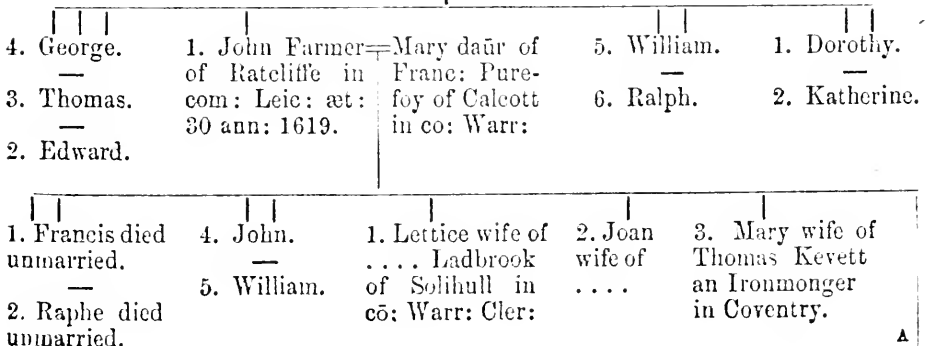 4. George.
3. Thomas.
2. Edward.
1. John Farmer
of Ratcliffe in
com: Leic: æt:
30 ann: 1619.
Mary daūr of
Franc: Pure-
foy of Calcott
in co: Warr:
5. William.
6. Ralph.
1. Dorothy.
2. Katherine.
1. Francis died
unmarried.
2. Raphe died
unmarried.
4. John.
5. William.
1. Lettice wife of
.... Ladbrook
of Solihull in
cō: Warr: Cler:
2. Joan
wife of
....
3. Mary wife of
Thomas Kevett
an Ironmonger
in Coventry.
A